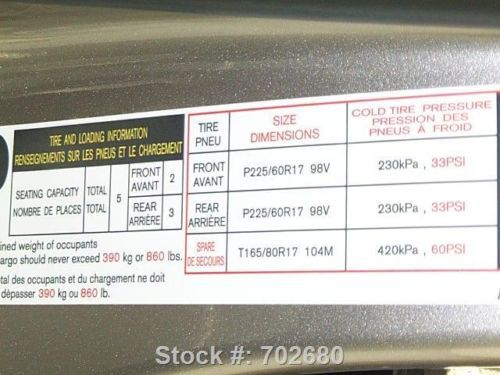 TIRE AND LOADING INFORMATION
RENSEIGNEMENTS SUR LES PNEUS ET LE CHARGEMENT
SEATING CAPACITY TOTAL 5 FRONT AVANT 2
NOMBRE DE PLACES TOTAL REAR ARRIÈRE 3
ined weight of occupants
argo should never exceed 390 kg or 860 lbs.
tal des occupants et du chargement ne doit
dépasser 390 kg ou 860 lb.
TIRE PNEU SIZE DIMENSIONS COLD TIRE PRESSURE PRESSION DES PNEUS À FROID
FRONT AVANT P225/60R17 98V 230kPa , 33PSI
REAR ARRIÈRE P225/60R17 98V 230kPa , 33PSI
SPARE DE SECOURS T165/80R17 104M 420kPa , 60PSI
Stock #: 702680